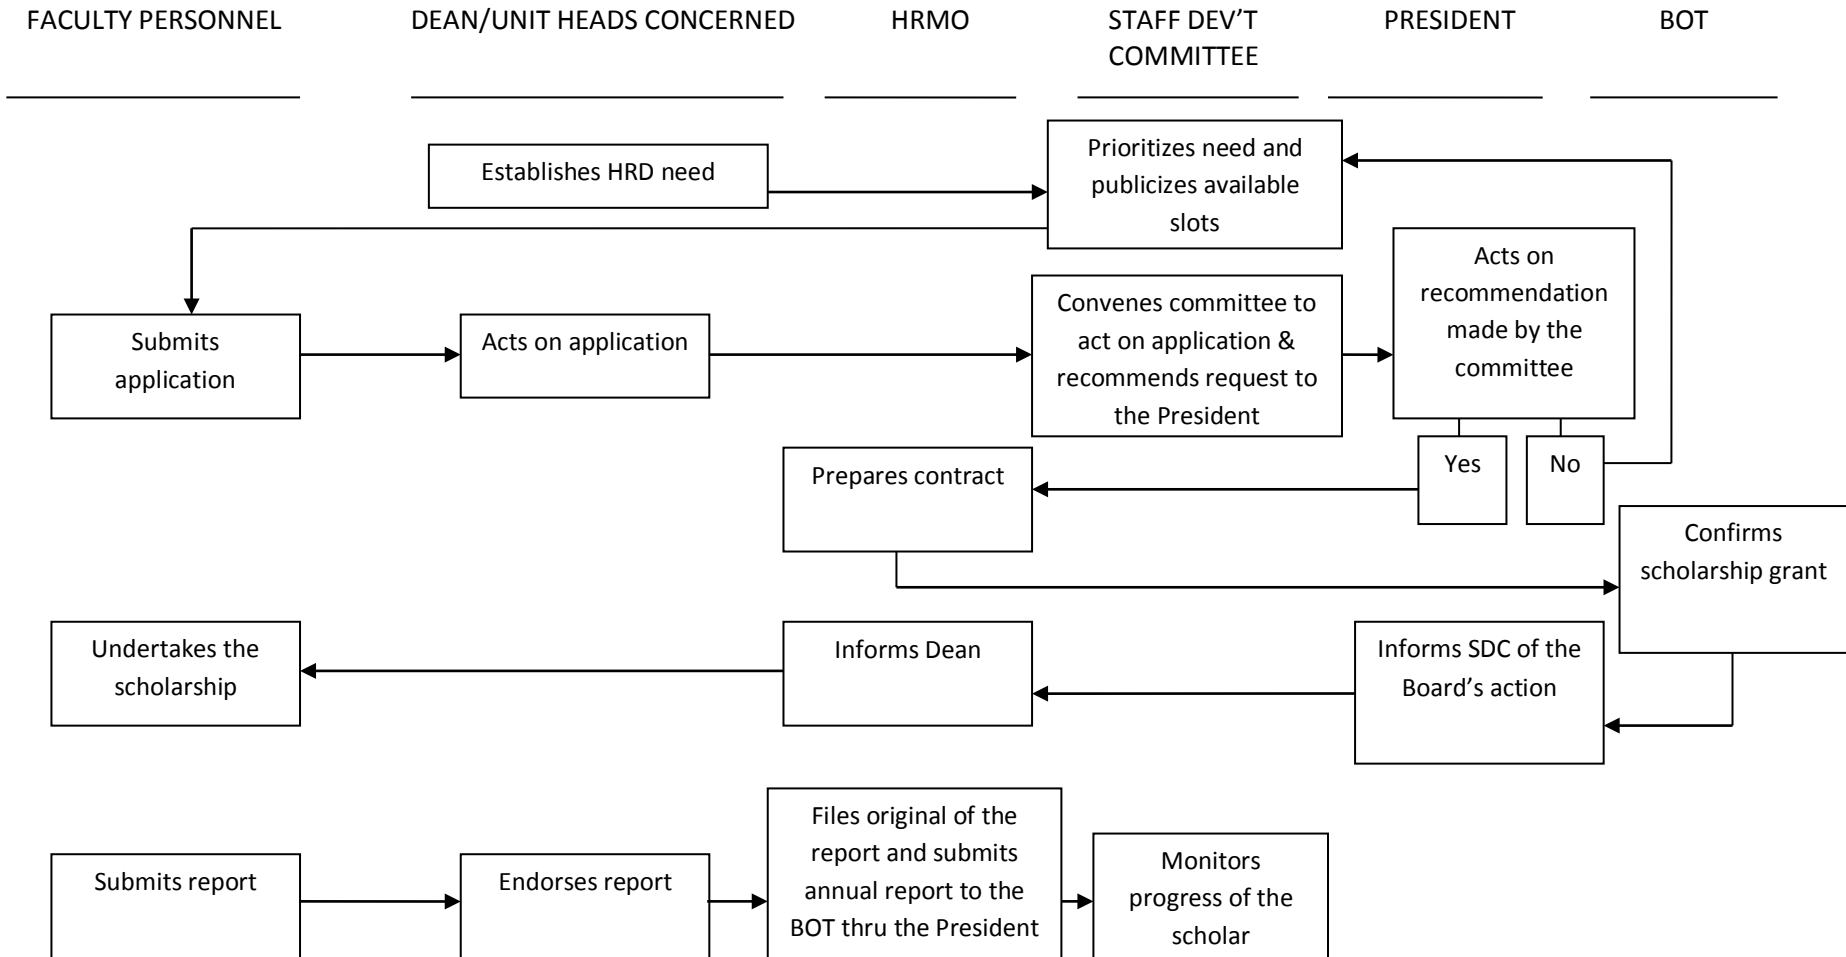 FACULTY PERSONNEL
DEAN/UNIT HEADS CONCERNED
HRMO
STAFF DEV’T
COMMITTEE
PRESIDENT
BOT
Establishes HRD need
Prioritizes need and
publicizes available
slots
Submits
application
Acts on application
Convenes committee to
act on application &
recommends request to
the President
Acts on
recommendation
made by the
committee
Yes
No
Prepares contract
Confirms
scholarship grant
Undertakes the
scholarship
Informs Dean
Informs SDC of the
Board’s action
Submits report
Endorses report
Files original of the
report and submits
annual report to the
BOT thru the President
Monitors
progress of the
scholar